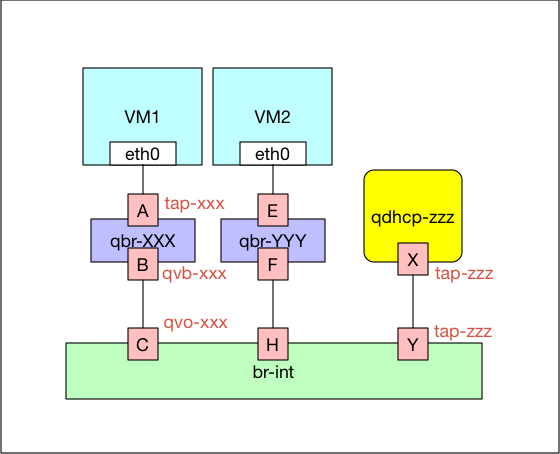 VM1
VM2
eth0
eth0
A
tap-xxx
E
qdhcp-zzz
qbr-XXX
qbr-YYY
B
qvb-xxx
F
X
tap-zzz
C
qvo-xxx
H
Y
tap-zzz
br-int